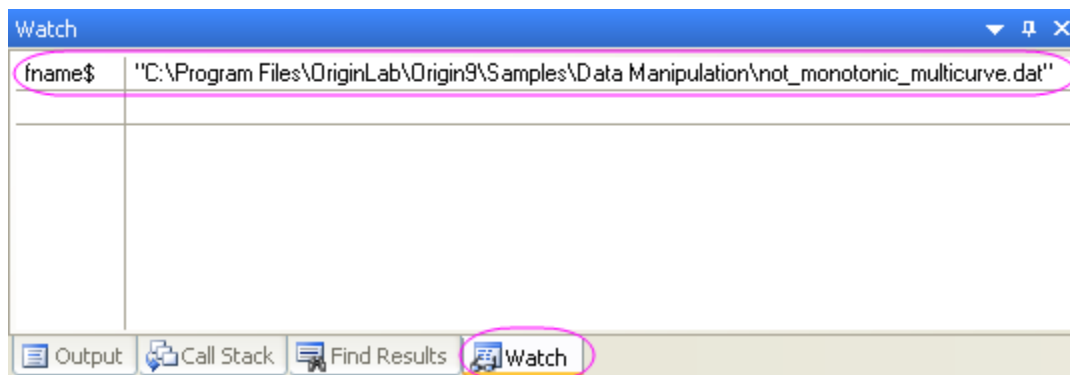 Watch
fname$ "C:\Program Files\OriginLab\Origin9\Samples\Data Manipulation\not_monotonic_multicurve.dat"
Output Call Stack Find Results Watch